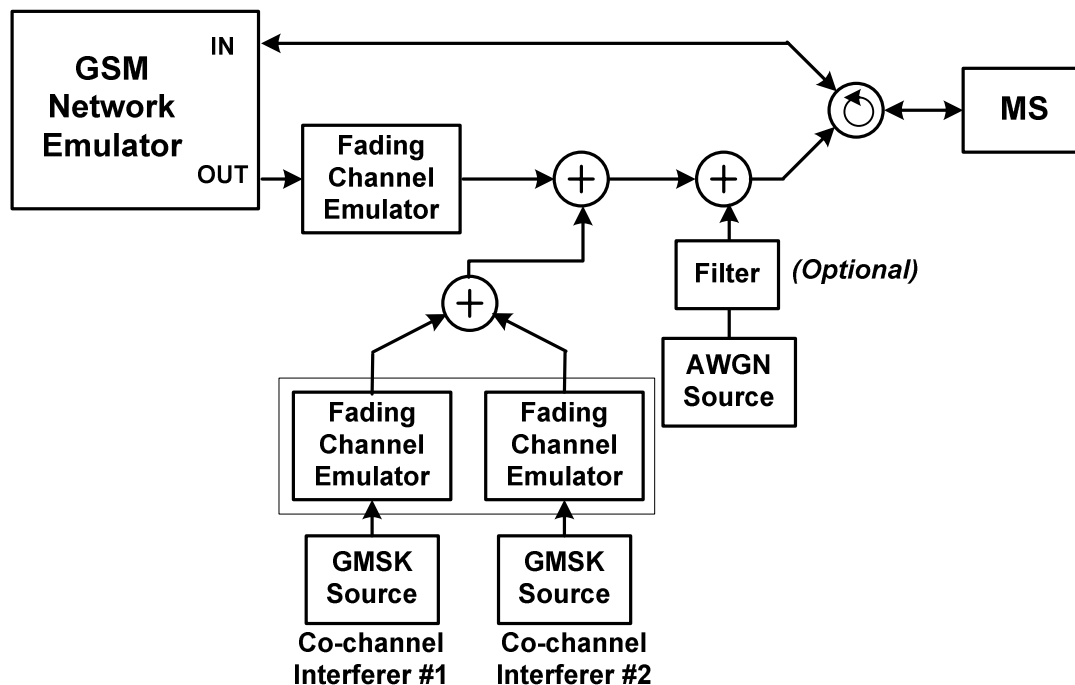 IN
GSM
Network
Emulator
OUT
MS
Fading
Channel
Emulator
+
+
Filter
(Optional)
+
AWGN
Source
Fading
Channel
Emulator
Fading
Channel
Emulator
GMSK
Source
GMSK
Source
Co-channel
Interferer #1
Co-channel
Interferer #2